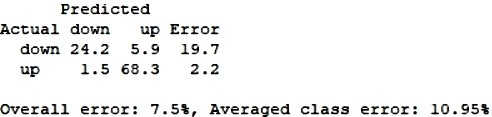 Predicted
Actual down up Error
down 24.2 5.9 19.7
up 1.5 68.3 2.2
Overall error: 7.5%, Averaged class error: 10.95%